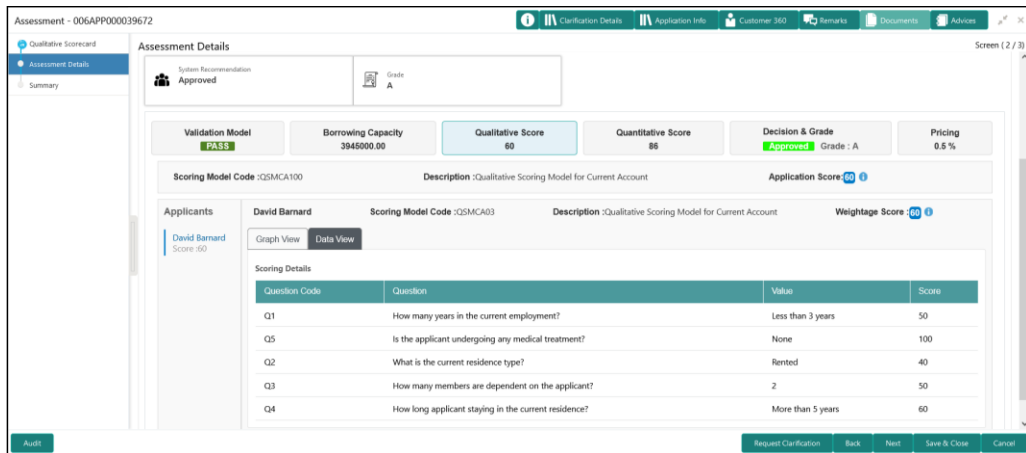 Assessment - 006APP000039672
Clarification Details
Application Info
Customer 360
Remarks
Documents
Advices
Qualitative Scorecard
Assessment Details
Summary
Assessment Details
Screen ( 2 / 3)
System Recommendation
Approved
Grade
A
Validation Model
PASS
Borrowing Capacity
3945000.00
Qualitative Score
60
Quantitative Score
86
Decision & Grade
Approved Grade : A
Pricing
0.5 %
Scoring Model Code :QSMCA100 Description :Qualitative Scoring Model for Current Account Application Score:60
Applicants
David Barnard
Score :60
David Barnard Scoring Model Code :QSMCA03 Description :Qualitative Scoring Model for Current Account Weightage Score :60
Graph View Data View
Scoring Details
Question Code Question Value Score
Q1 How many years in the current employment? Less than 3 years 50
Q5 Is the applicant undergoing any medical treatment? None 100
Q2 What is the current residence type? Rented 40
Q3 How many members are dependent on the applicant? 2 50
Q4 How long applicant staying in the current residence? More than 5 years 60
Audit
Request Clarification
Back
Next
Save & Close
Cancel